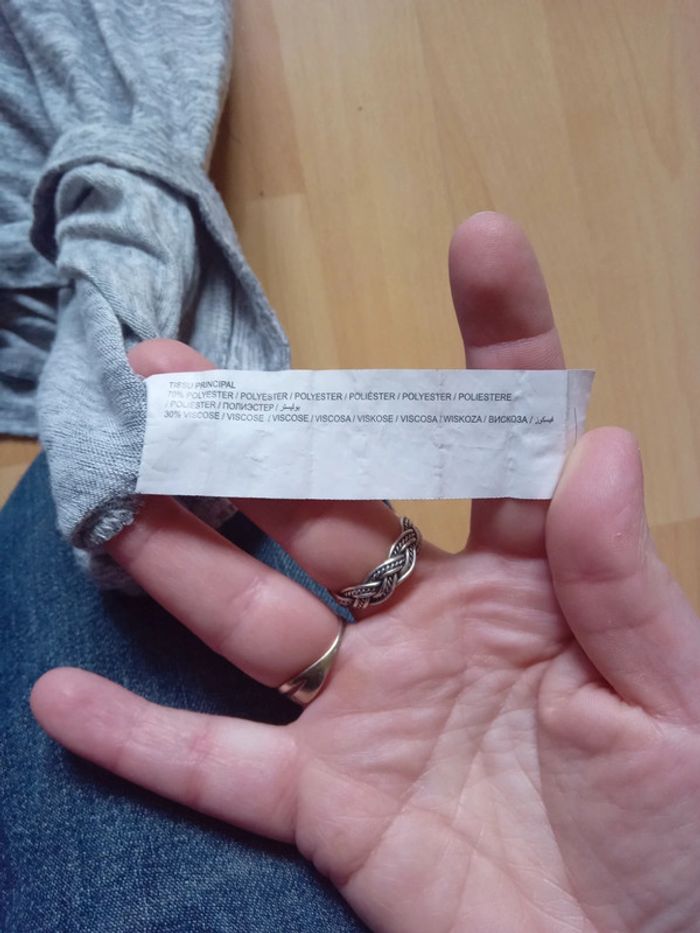 TISSU PRINCIPAL
70% POLYESTER / POLYESTER / POLYESTER / POLIÉSTER / POLYESTER / POLIESTERE
/ POLIESTER / ПОЛИЭСТЕР / بوليستر
30% VISCOSE / VISCOSE / VISCOSE / VISCOSA / VISKOSE / VISCOSA / WISKOZA / ВИСКОЗА / فيسكوز